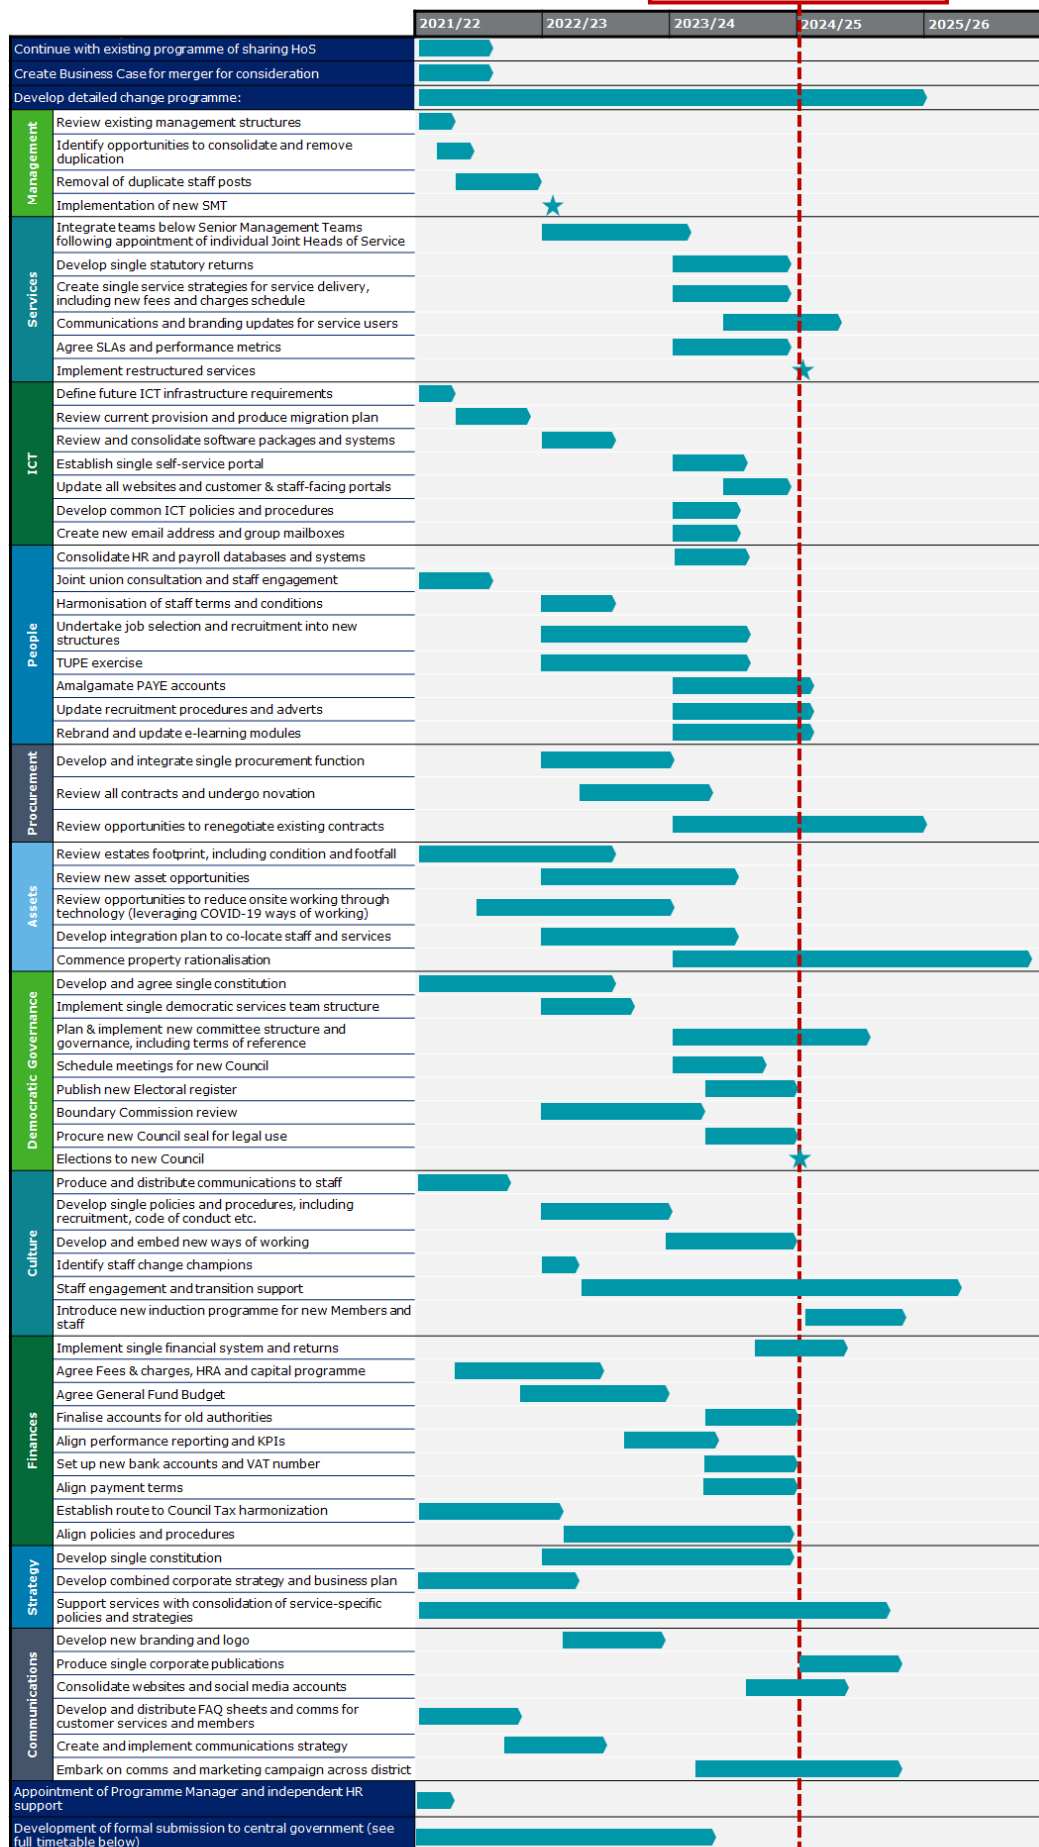 2021/22 2022/23 2023/24 2024/25 2025/26
Continue with existing programme of sharing HoS
Create Business Case for merger for consideration
Develop detailed change programme:
Management
Review existing management structures
Identify opportunities to consolidate and remove
duplication
Removal of duplicate staff posts
Implementation of new SMT
Services
Integrate teams below Senior Management Teams
following appointment of individual Joint Heads of Service
Develop single statutory returns
Create single service strategies for service delivery,
including new fees and charges schedule
Communications and branding updates for service users
Agree SLAs and performance metrics
Implement restructured services
ICT
Define future ICT infrastructure requirements
Review current provision and produce migration plan
Review and consolidate software packages and systems
Establish single self-service portal
Update all websites and customer & staff-facing portals
Develop common ICT policies and procedures
Create new email address and group mailboxes
People
Consolidate HR and payroll databases and systems
Joint union consultation and staff engagement
Harmonisation of staff terms and conditions
Undertake job selection and recruitment into new
structures
TUPE exercise
Amalgamate PAYE accounts
Update recruitment procedures and adverts
Rebrand and update e-learning modules
Procurement
Develop and integrate single procurement function
Review all contracts and undergo novation
Review opportunities to renegotiate existing contracts
Assets
Review estates footprint, including condition and footfall
Review new asset opportunities
Review opportunities to reduce onsite working through
technology (leveraging COVID-19 ways of working)
Develop integration plan to co-locate staff and services
Commence property rationalisation
Democratic Governance
Develop and agree single constitution
Implement single democratic services team structure
Plan & implement new committee structure and
governance, including terms of reference
Schedule meetings for new Council
Publish new Electoral register
Boundary Commission review
Procure new Council seal for legal use
Elections to new Council
Culture
Produce and distribute communications to staff
Develop single policies and procedures, including
recruitment, code of conduct etc.
Develop and embed new ways of working
Identify staff change champions
Staff engagement and transition support
Introduce new induction programme for new Members and
staff
Finances
Implement single financial system and returns
Agree Fees & charges, HRA and capital programme
Agree General Fund Budget
Finalise accounts for old authorities
Align performance reporting and KPIs
Set up new bank accounts and VAT number
Align payment terms
Establish route to Council Tax harmonization
Align policies and procedures
Strategy
Develop single constitution
Develop combined corporate strategy and business plan
Support services with consolidation of service-specific
policies and strategies
Communications
Develop new branding and logo
Produce single corporate publications
Consolidate websites and social media accounts
Develop and distribute FAQ sheets and comms for
customer services and members
Create and implement communications strategy
Embark on comms and marketing campaign across district
Appointment of Programme Manager and independent HR
support
Development of formal submission to central government (see
full timetable below)